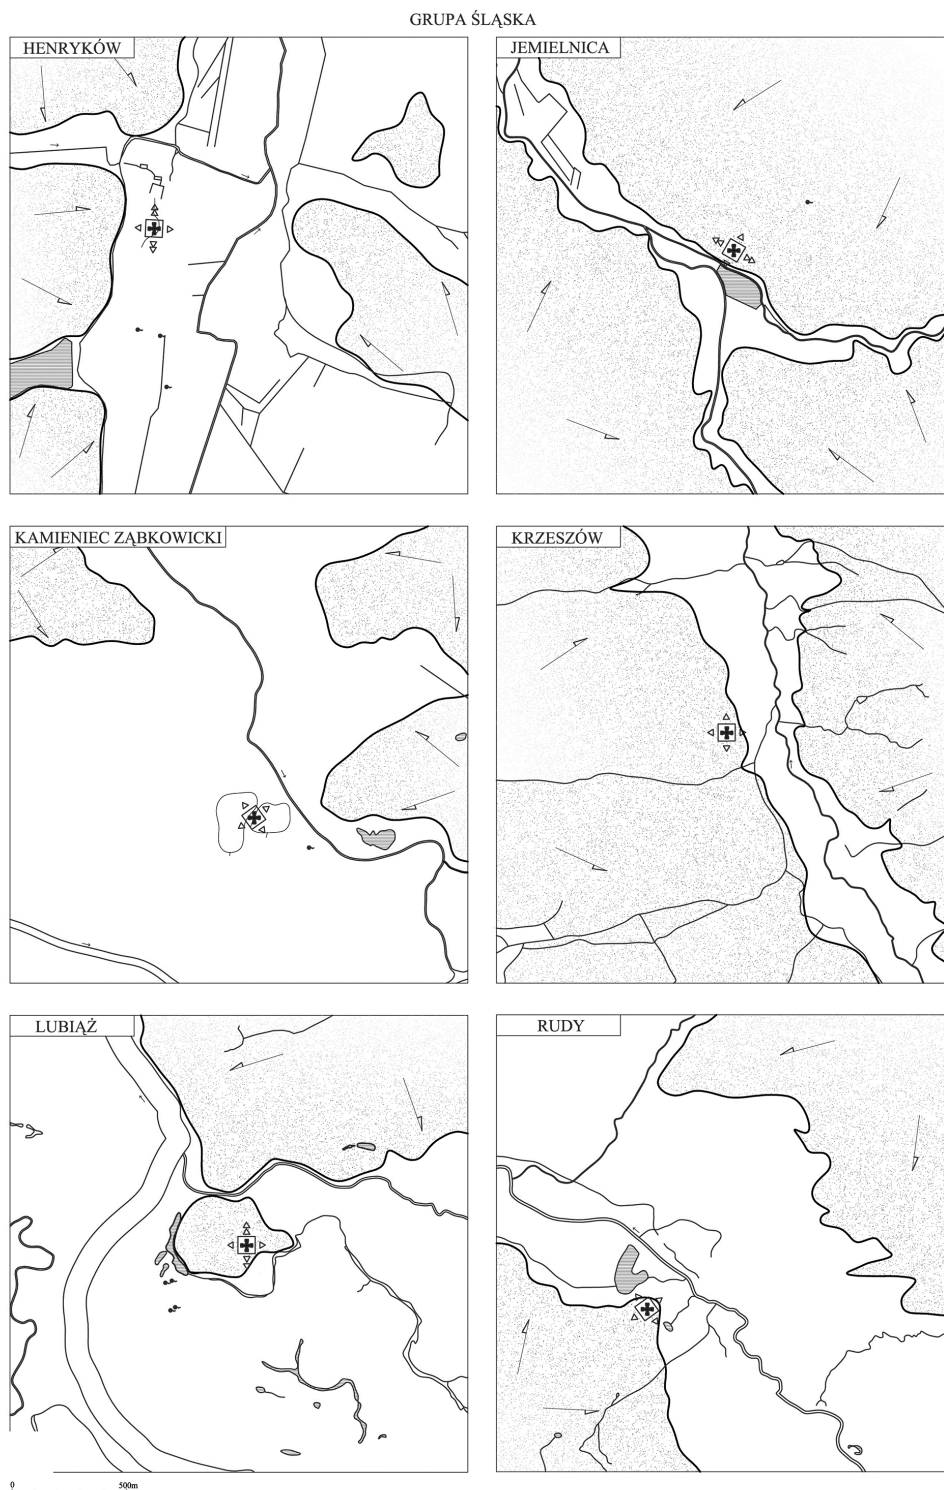 GRUPA ŚLĄSKA
HENRYKÓW
JEMIELNICA
KAMIENIEC ZĄBKOWICKI
KRZESZÓW
LUBIĄŻ
RUDY
0
500m